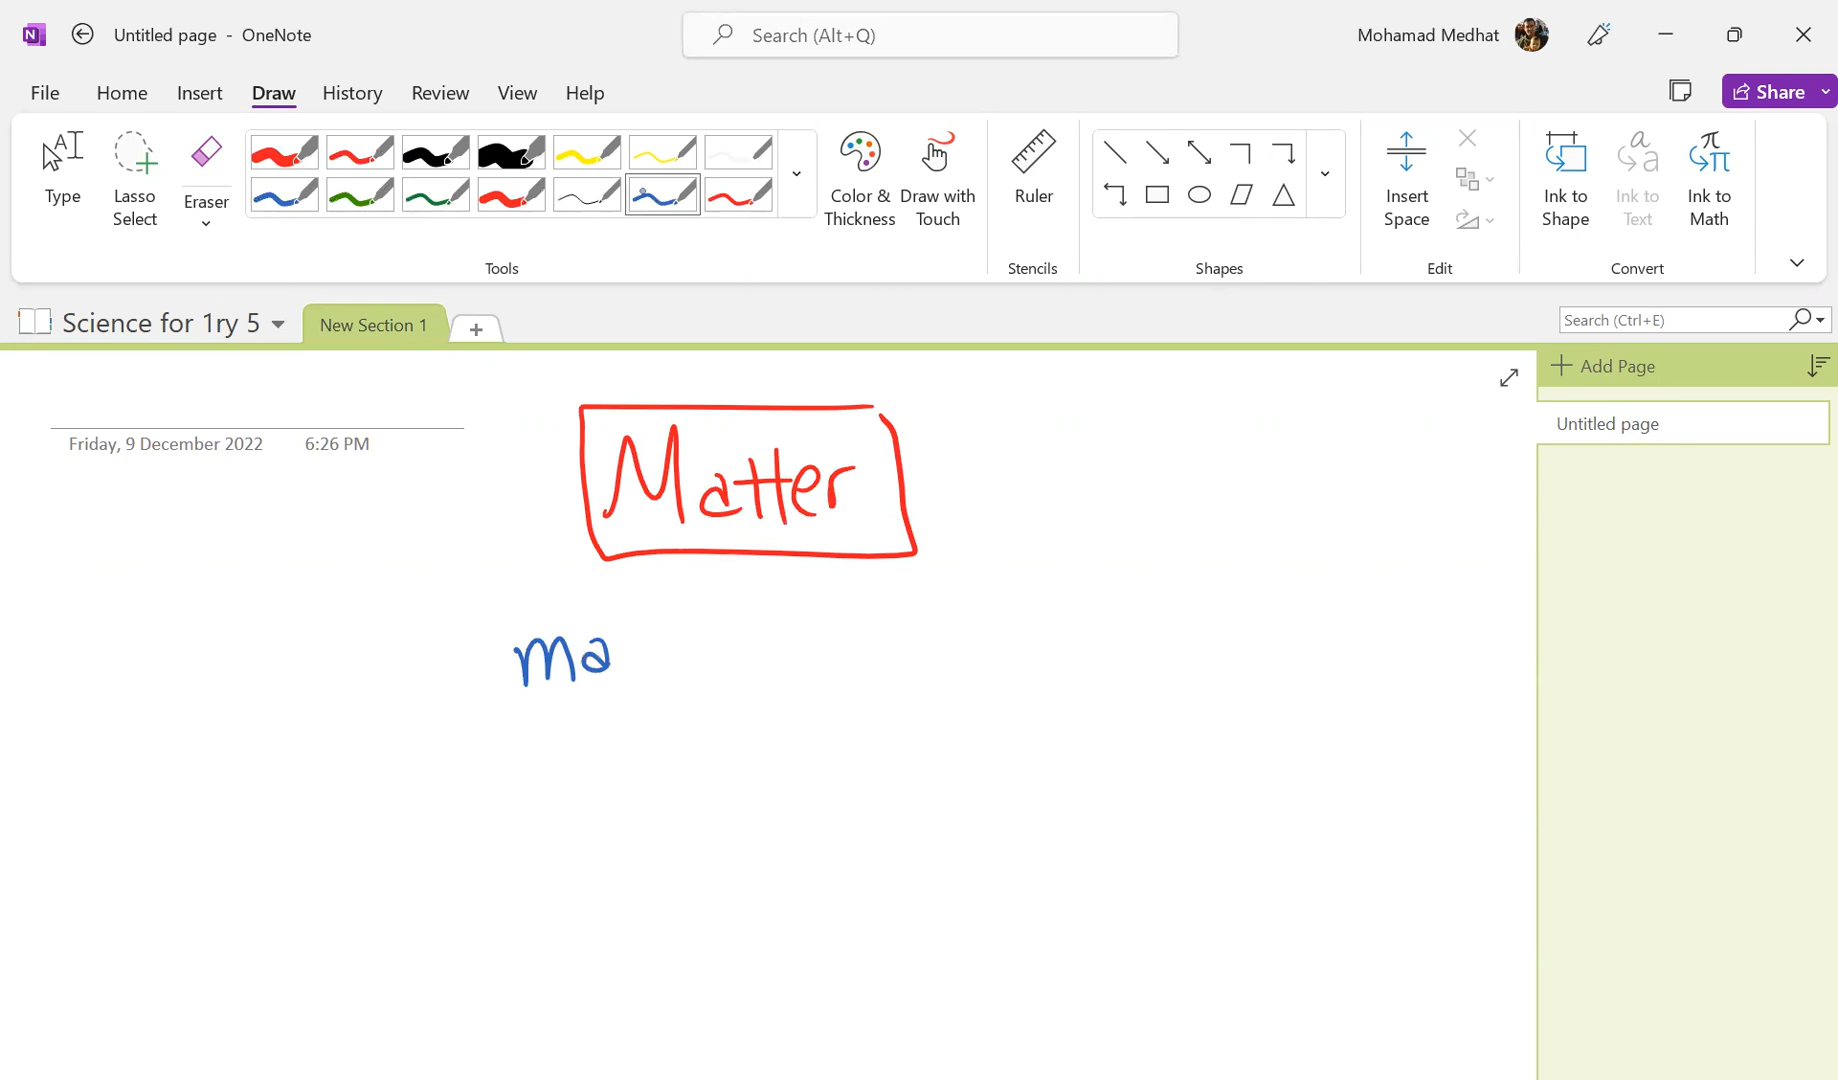 Untitled page - OneNote
Search (Alt+Q)
Mohamad Medhat
File Home Insert Draw History Review View Help
Share
Type
Lasso Select
Eraser
Color & Thickness
Draw with Touch
Tools
Ruler
Stencils
Shapes
Insert Space
Edit
Ink to Shape
Ink to Text
Ink to Math
Convert
Science for 1ry 5
New Section 1
Search (Ctrl+E)
Add Page
Untitled page
Friday, 9 December 2022 6:26 PM
Matter
ma